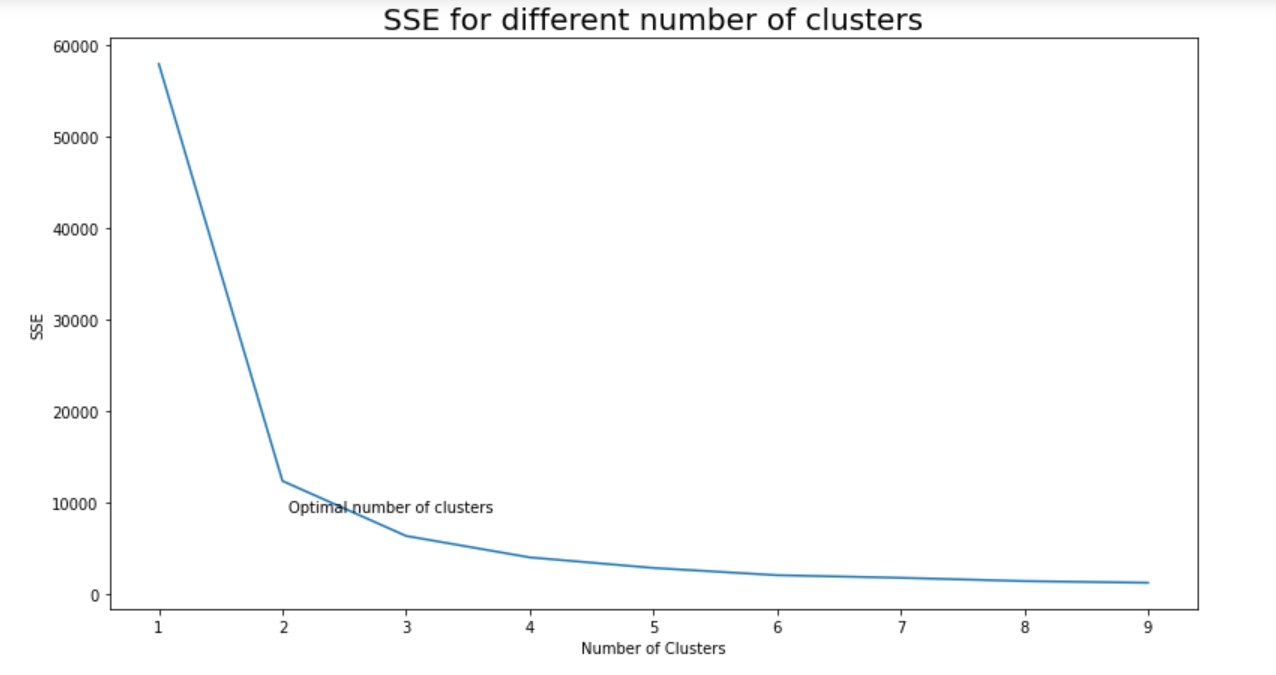 SSE for different number of clusters
60000
50000
40000
30000
20000
10000
0
SSE
Optimal number of clusters
1 2 3 4 5 6 7 8 9
Number of Clusters